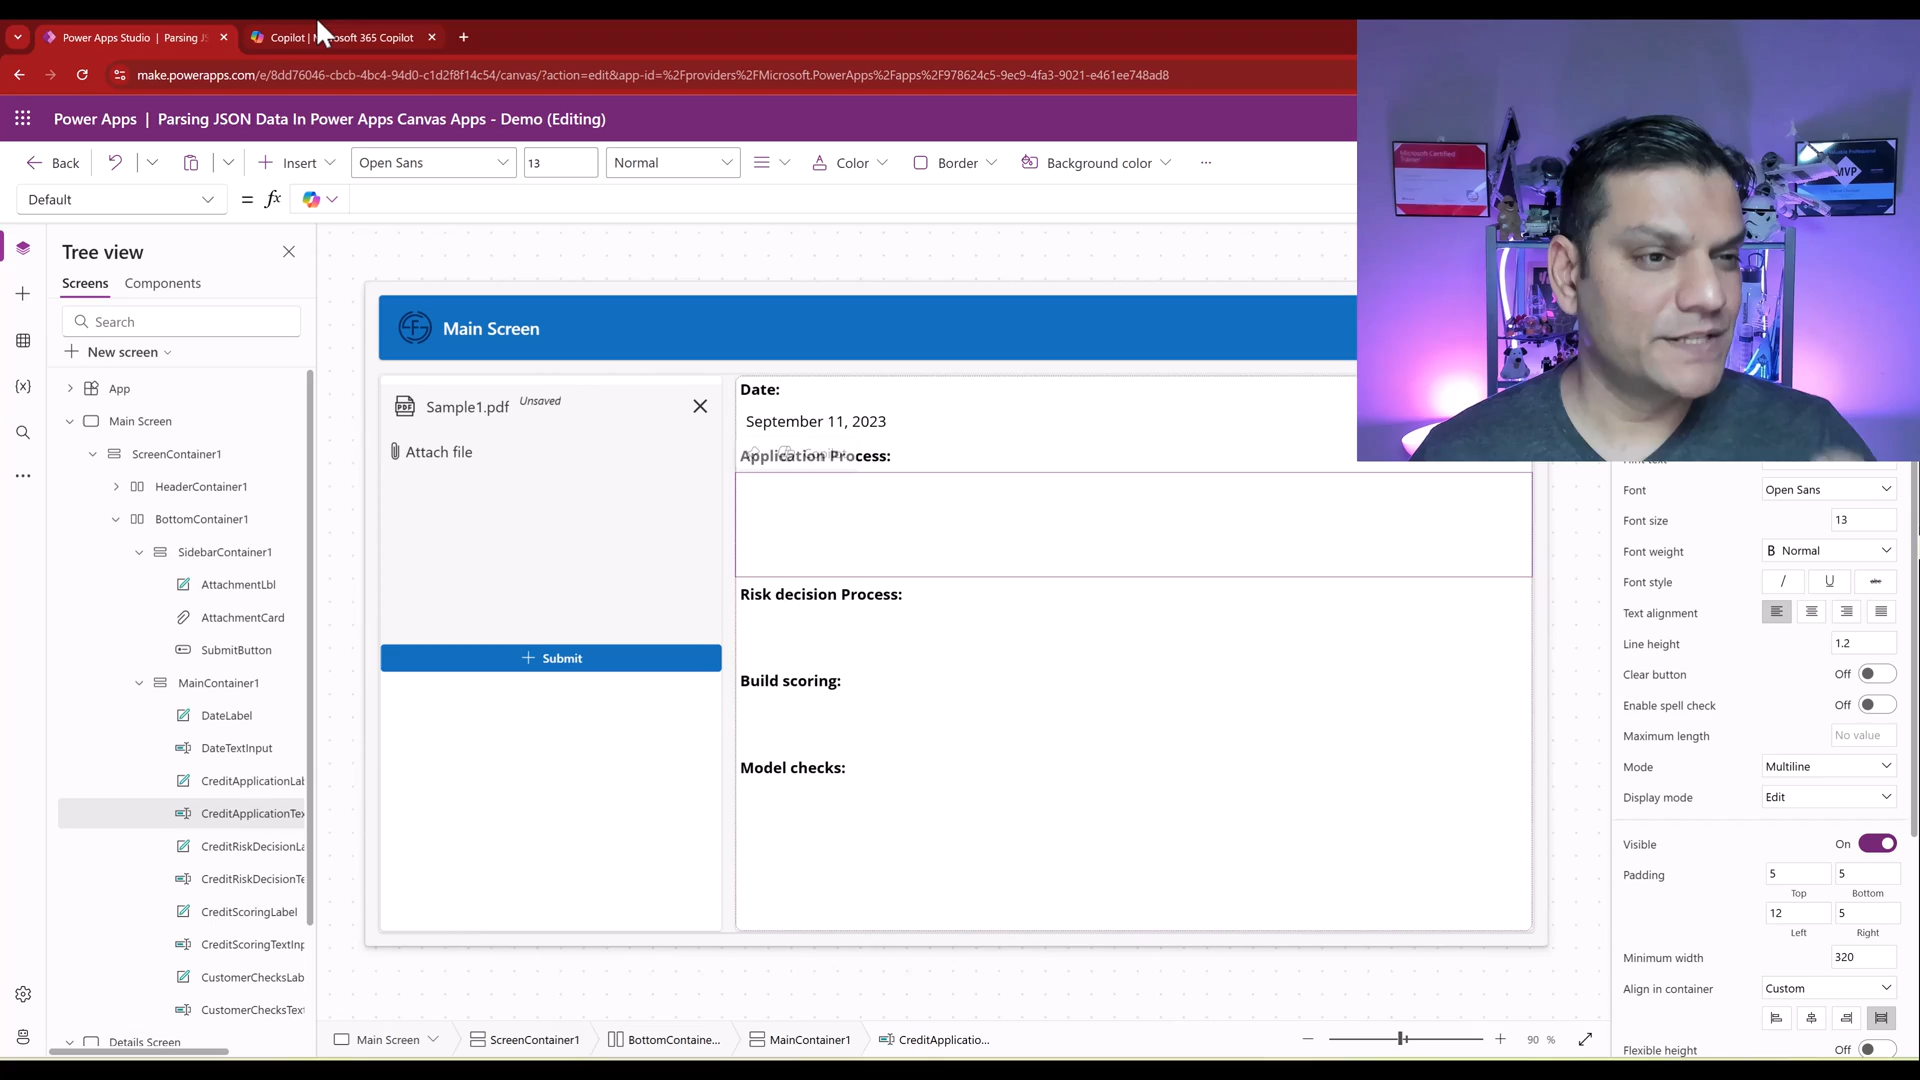 Power Apps Studio | Parsing J
Copilot | osoft 365 Copilot
make.powerapps.com/e/8dd76046-cbcb-4bc4-94d0-c1d2f8f14c54/canvas/?action=edit&app-id=%2Fproviders%2FMicrosoft.PowerApps%2Fapps%2F978624c5-9ec9-4fa3-9021-e461ee748ad8
Power Apps | Parsing JSON Data In Power Apps Canvas Apps - Demo (Editing)
Back
Insert
Open Sans
13
Normal
Color
Border
Background color
Default
= fx
Tree view
Screens
Components
Search
New screen
App
Main Screen
ScreenContainer1
HeaderContainer1
BottomContainer1
SidebarContainer1
AttachmentLbl
AttachmentCard
SubmitButton
MainContainer1
DateLabel
DateTextInput
CreditApplicationLab
CreditApplicationTex
CreditRiskDecisionLa
CreditRiskDecisionTe
CreditScoringLabel
CreditScoringTextInp
CustomerChecksLab
CustomerChecksText
Details Screen
Main Screen
PDF
Sample1.pdf
Unsaved
Attach file
Submit
Date:
September 11, 2023
Application Process:
Risk decision Process:
Build scoring:
Model checks:
MVP
Font
Open Sans
Font size
13
Font weight
B Normal
Font style
/ U abc
Text alignment
Line height
1.2
Clear button
Off
Enable spell check
Off
Maximum length
No value
Mode
Multiline
Display mode
Edit
Visible
On
Padding
5
5
Top
Bottom
12
5
Left
Right
Minimum width
320
Align in container
Custom
Flexible height
Off
Main Screen
ScreenContainer1
BottomContaine...
MainContainer1
CreditApplicatio...
90 %